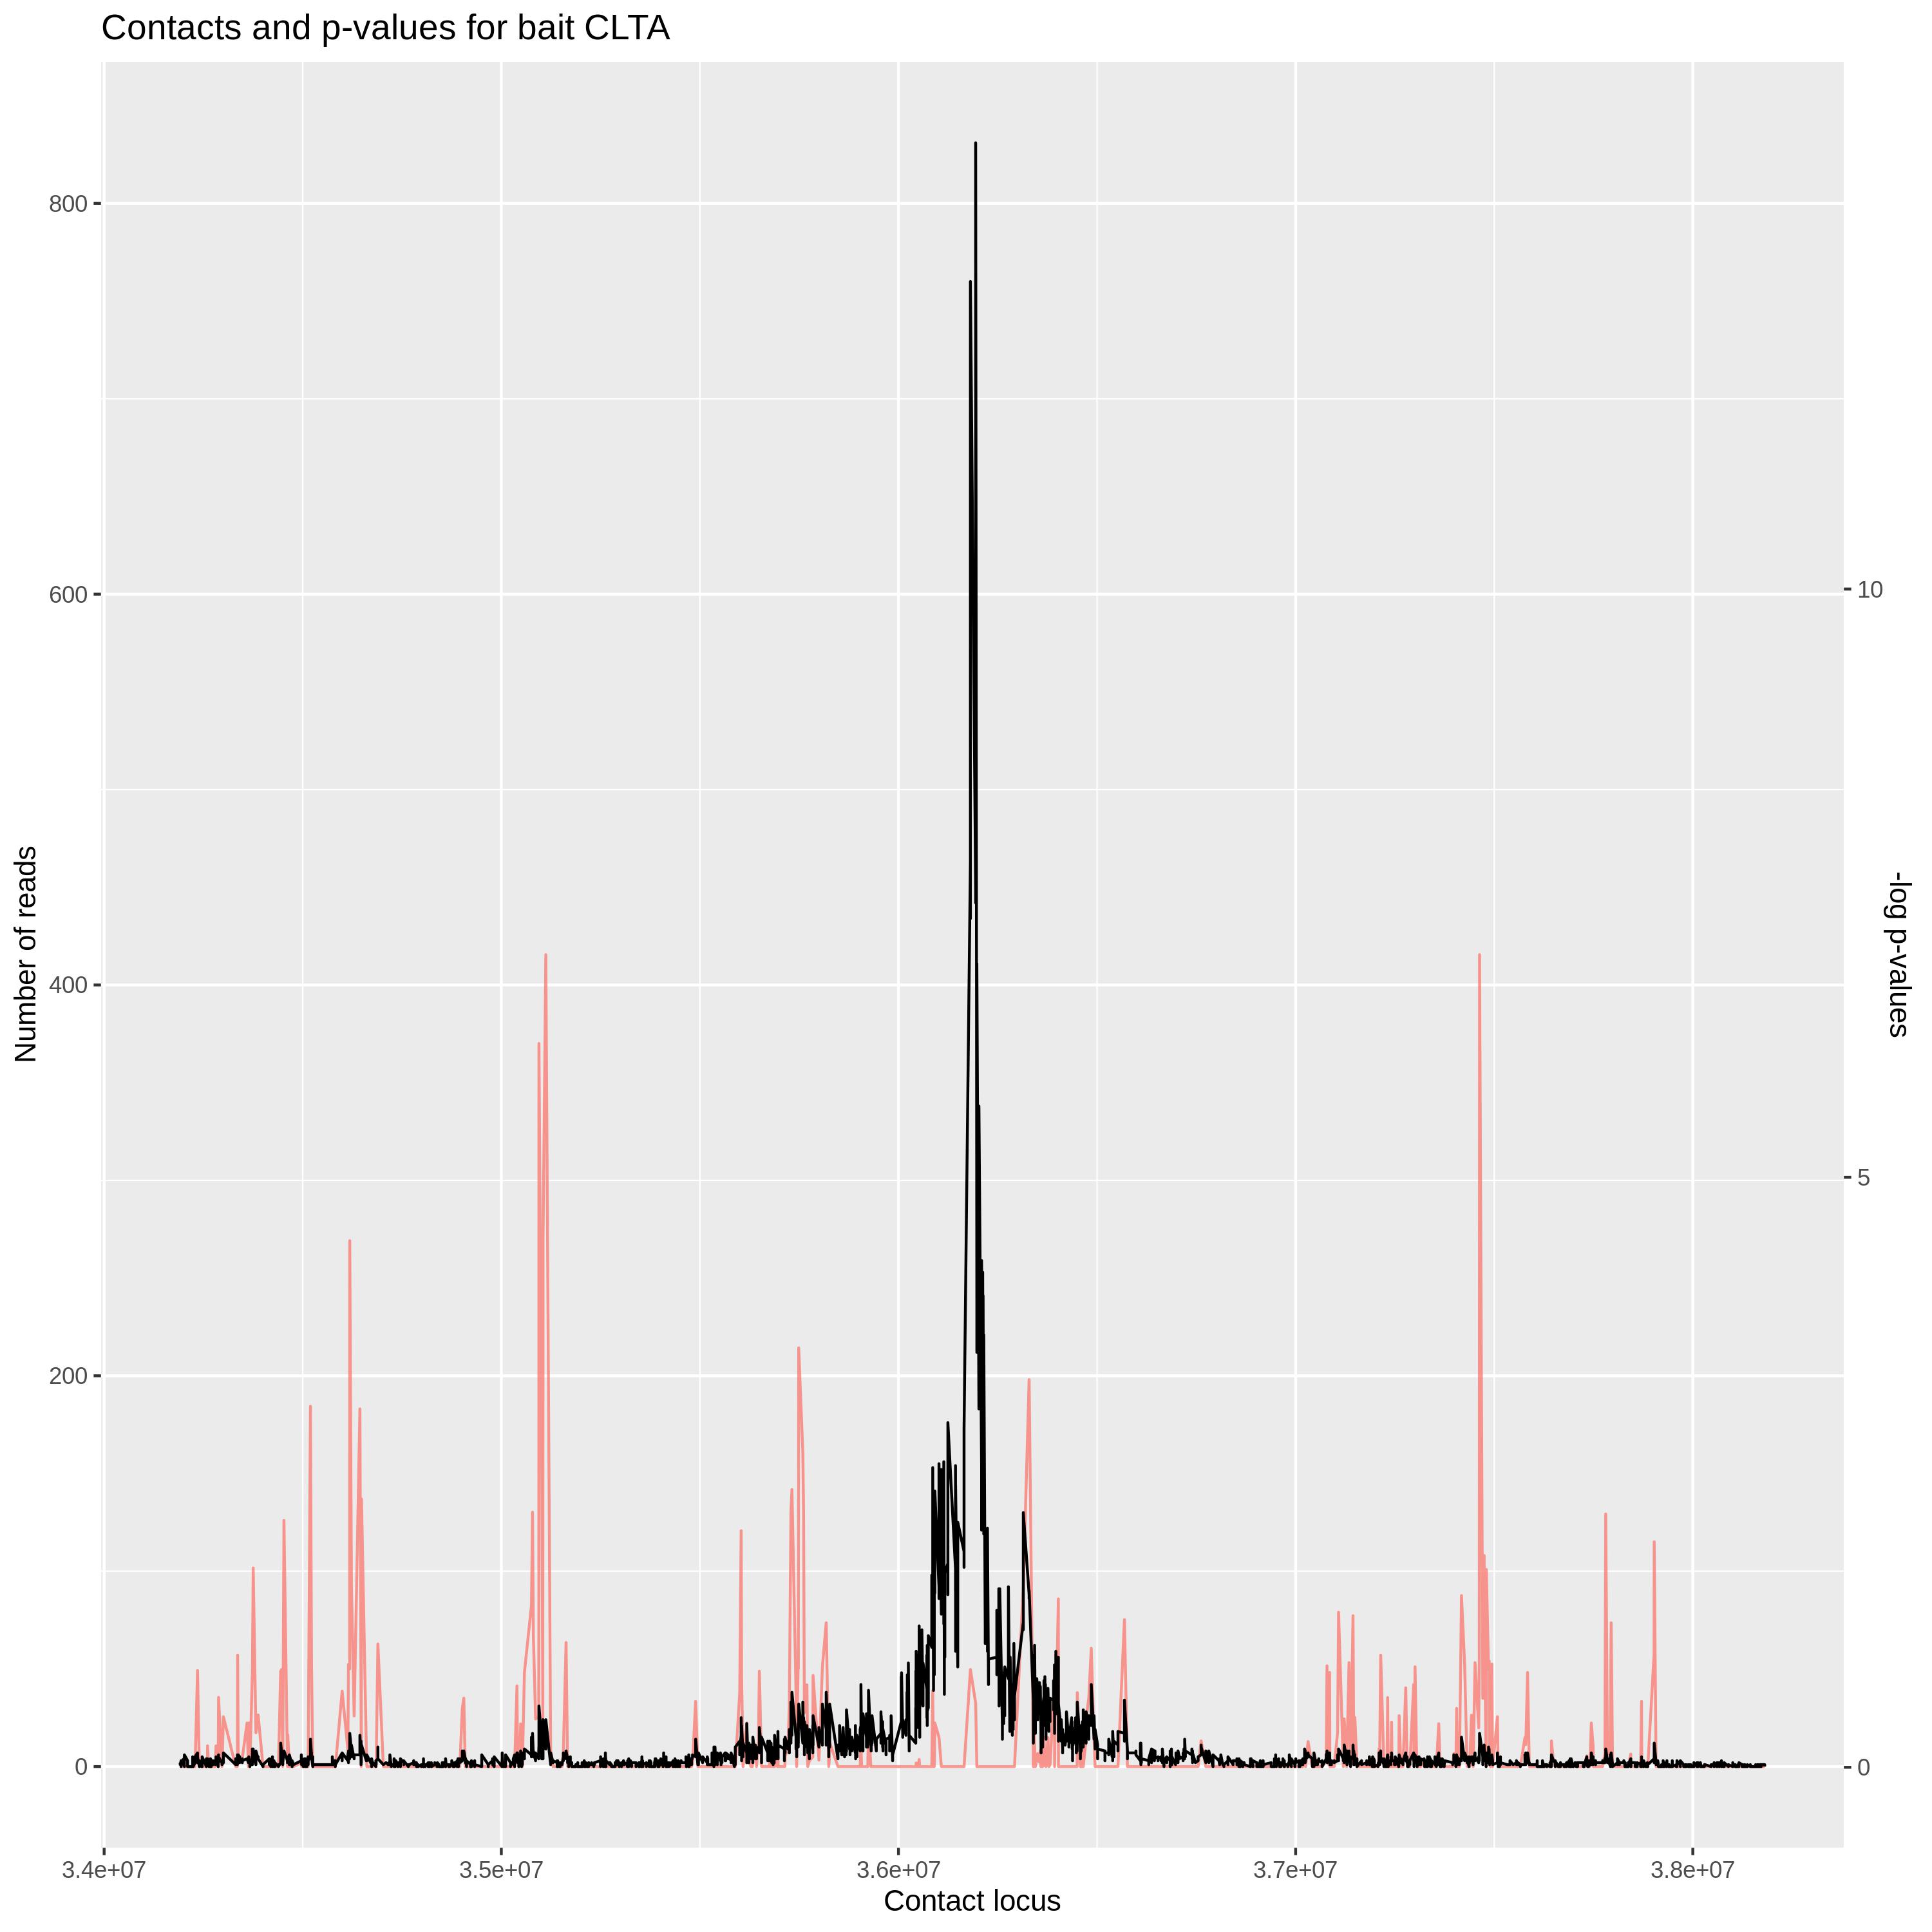 Contacts and p-values for bait CLTA
800
600
400
200
0
Number of reads
10
5
0
-log p-values
3.4e+07
3.5e+07
3.6e+07
3.7e+07
3.8e+07
Contact locus